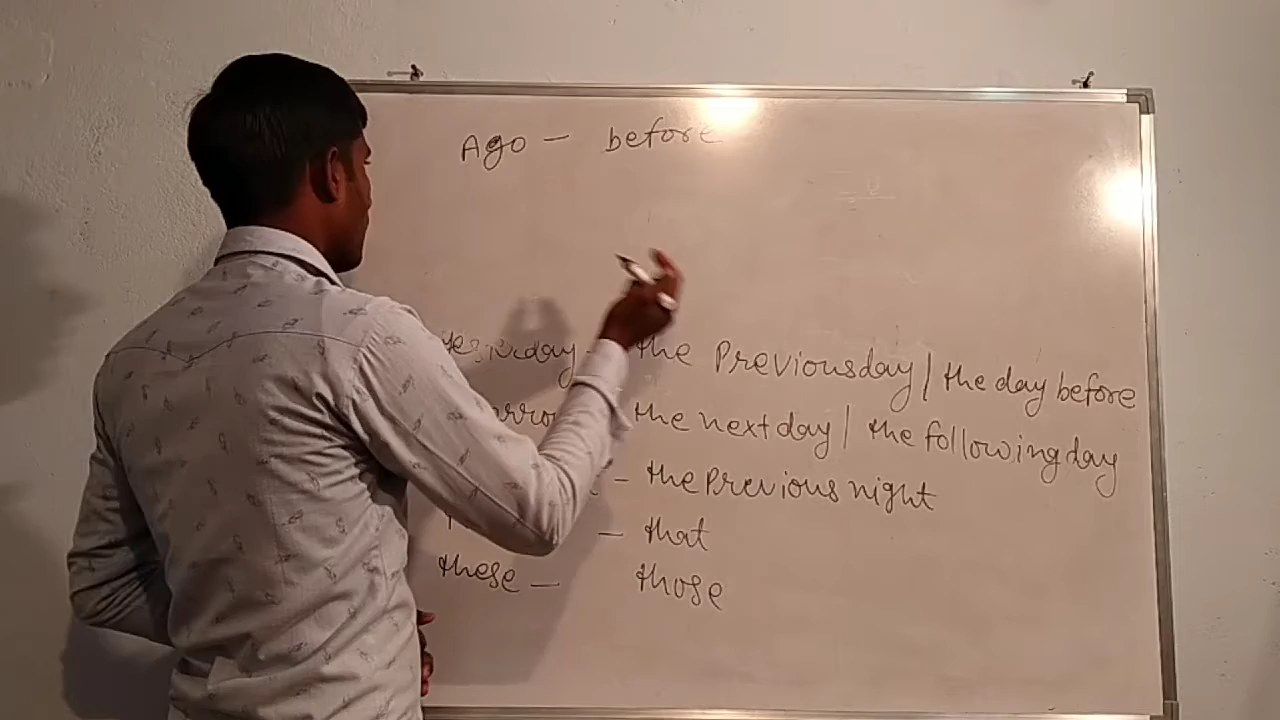 Ago – before
yesterday – the Previousday / the day before
the next day / the following day
– the Previous night
– that
these – those